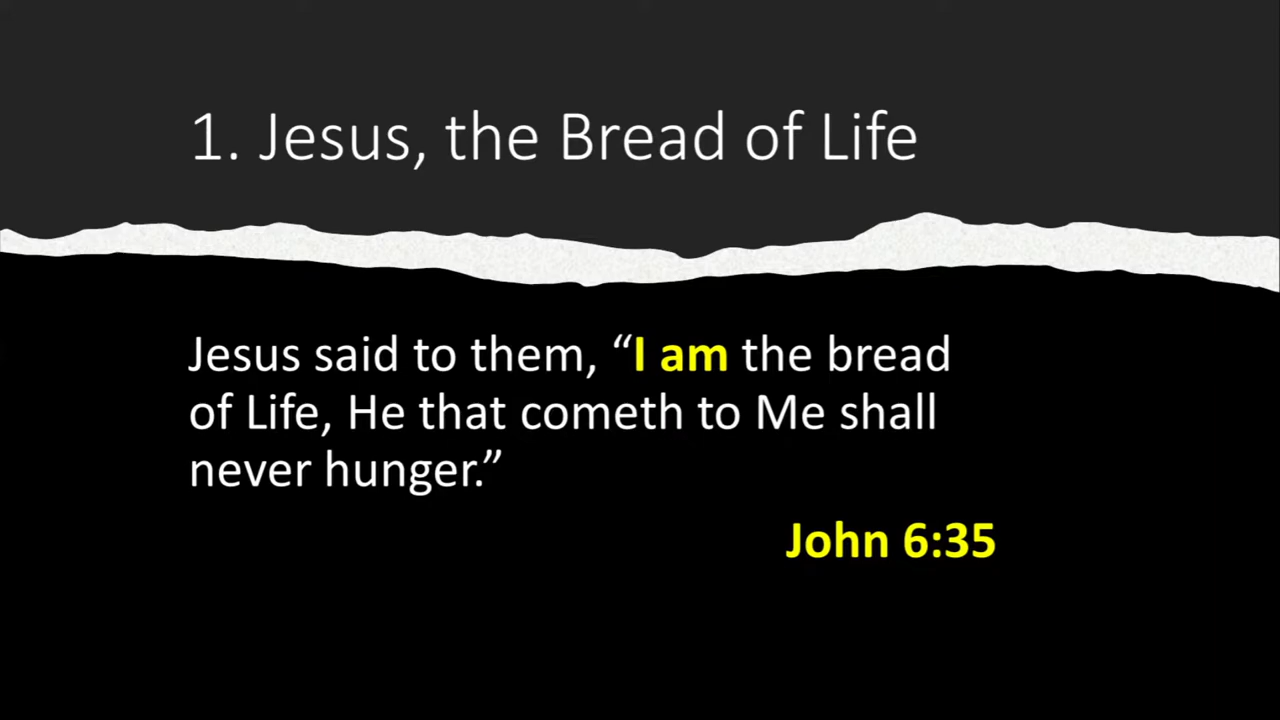 1. Jesus, the Bread of Life
Jesus said to them, “I am the bread
of Life, He that cometh to Me shall
never hunger.”
John 6:35